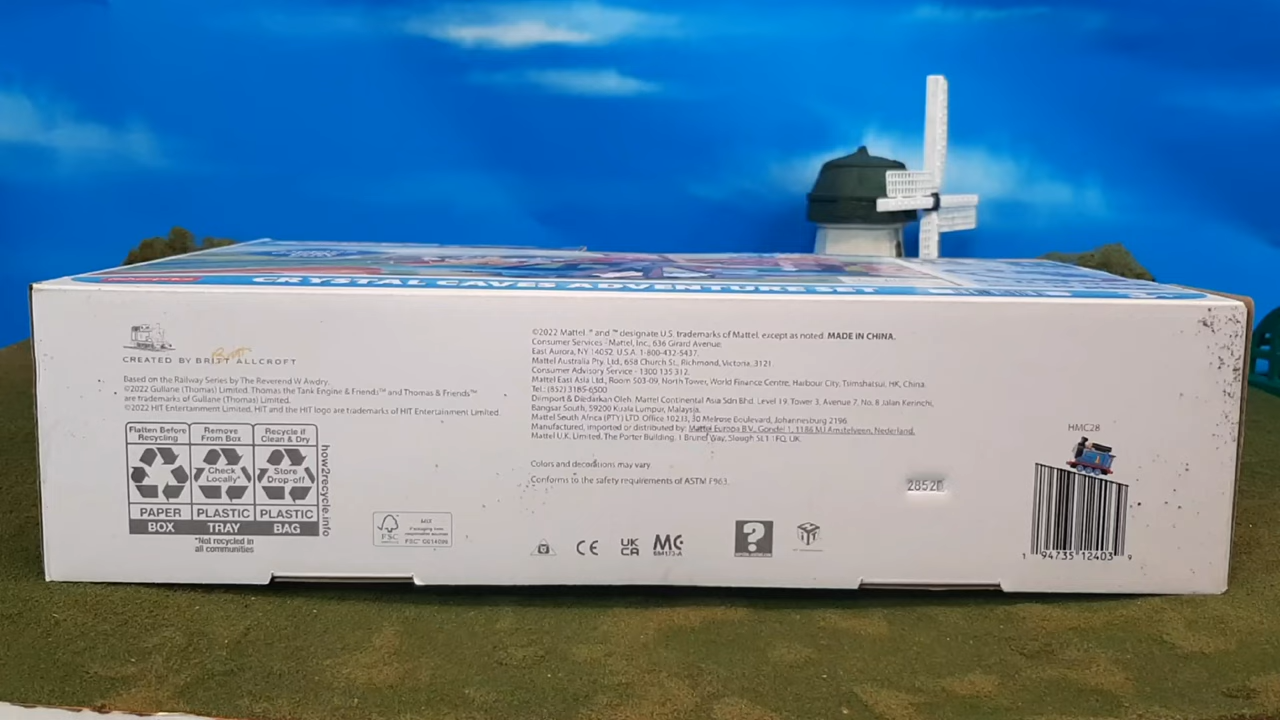 CRYSTAL CAVES ADVENTURE SET
CREATED BY BRITT ALLCROFT
Based on the Railway Series by The Reverend W Awdry.
©2022 Gullane (Thomas) Limited. Thomas the Tank Engine & Friends™ and Thomas & Friends™
are trademarks of Gullane (Thomas) Limited.
©2022 HIT Entertainment Limited. HIT and the HIT logo are trademarks of HIT Entertainment Limited.
Flatten Before Recycling
Remove From Box
Recycle if Clean & Dry
Check Locally*
Store Drop-off
PAPER
PLASTIC
PLASTIC
BOX
TRAY
BAG
how2recycle.info
*Not recycled in
all communities
FSC
MIX
©2022 Mattel. ® and ™ designate U.S. trademarks of Mattel, except as noted. MADE IN CHINA.
Consumer Services - Mattel, Inc., 636 Girard Avenue,
East Aurora, NY 14052, U.S.A. 1-800-432-5437.
Mattel Australia Pty. Ltd., 658 Church St., Richmond, Victoria, 3121.
Consumer Advisory Service - 1300 135 312.
Mattel East Asia Ltd., Room 503-09, North Tower, World Finance Centre, Harbour City, Tsimshatsui, HK, China.
Tel.: (852) 3185-6500
Diimport & Diedarkan Oleh: Mattel Continental Asia Sdn Bhd. Level 19, Tower 3, Avenue 7, No. 8 Jalan Kerinchi,
Bangsar South, 59200 Kuala Lumpur, Malaysia.
Mattel South Africa (PTY) LTD. Office 102I3, 30 Melrose Boulevard, Johannesburg 2196
Manufactured, imported or distributed by: Mattel Europa B.V., Gondel 1, 1186 MJ Amstelveen, Nederland.
Mattel U.K. Limited, The Porter Building, 1 Brunel Way, Slough SL1 1FQ, UK.
Colors and decorations may vary.
Conforms to the safety requirements of ASTM F963.
CE
UK
CA
MC
2852
HMC28
1 94735 12403 9